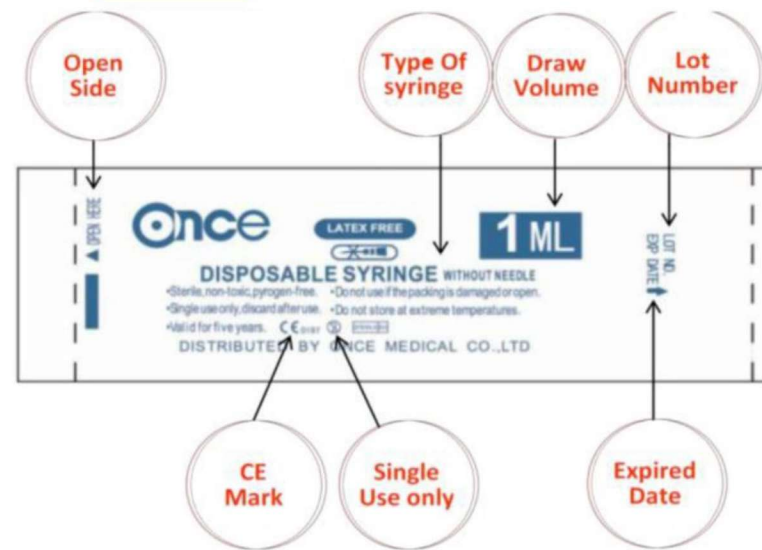 Open
Side
Type Of
syringe
Draw
Volume
Lot
Number
OPEN HERE
Once
LATEX FREE
1 ML
LOT NO.
EXP DATE
DISPOSABLE SYRINGE WITHOUT NEEDLE
•Sterile, non-toxic, pyrogen-free. •Do not use if the packing is damaged or open.
•Single use only, discard after use. •Do not store at extreme temperatures.
•Valid for five years. CE 2
DISTRIBUTED BY ONCE MEDICAL CO.,LTD
CE
Mark
Single
Use only
Expired
Date